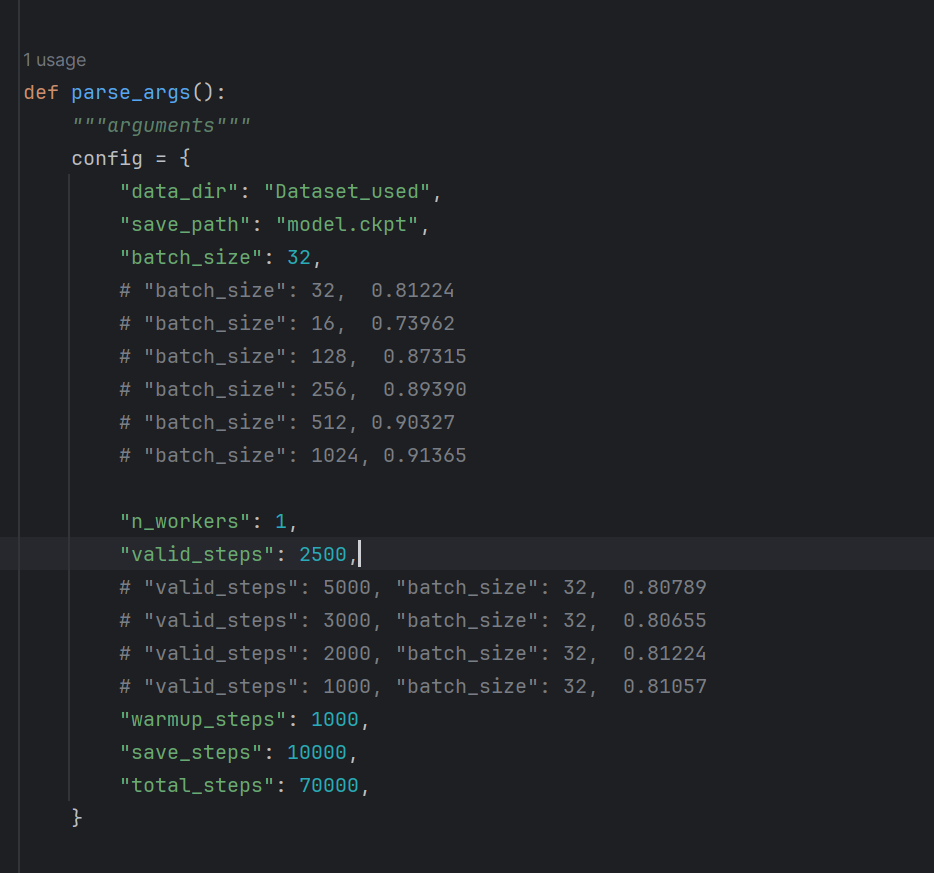 1 usage
def parse_args():
    """arguments"""
    config = {
        "data_dir": "Dataset_used",
        "save_path": "model.ckpt",
        "batch_size": 32,
        # "batch_size": 32,  0.81224
        # "batch_size": 16,  0.73962
        # "batch_size": 128,  0.87315
        # "batch_size": 256,  0.89390
        # "batch_size": 512, 0.90327
        # "batch_size": 1024, 0.91365

        "n_workers": 1,
        "valid_steps": 2500,
        # "valid_steps": 5000, "batch_size": 32,  0.80789
        # "valid_steps": 3000, "batch_size": 32,  0.80655
        # "valid_steps": 2000, "batch_size": 32,  0.81224
        # "valid_steps": 1000, "batch_size": 32,  0.81057
        "warmup_steps": 1000,
        "save_steps": 10000,
        "total_steps": 70000,
    }